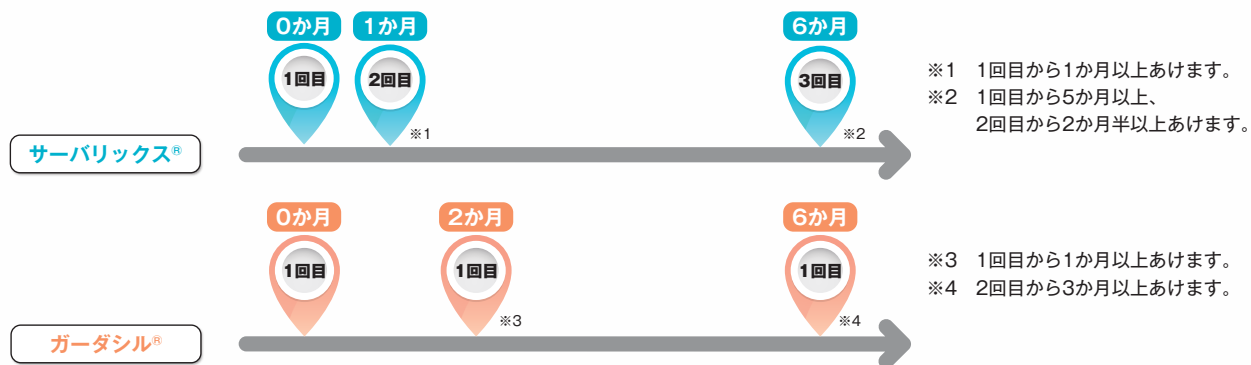 0か月 1か月 6か月
1回目 2回目 3回目
※1 ※2
サーバリックス®
※1 1回目から1か月以上あけます。
※2 1回目から5か月以上、
2回目から2か月半以上あけます。
0か月 2か月 6か月
1回目 1回目 1回目
※3 ※4
ガーダシル®
※3 1回目から1か月以上あけます。
※4 2回目から3か月以上あけます。